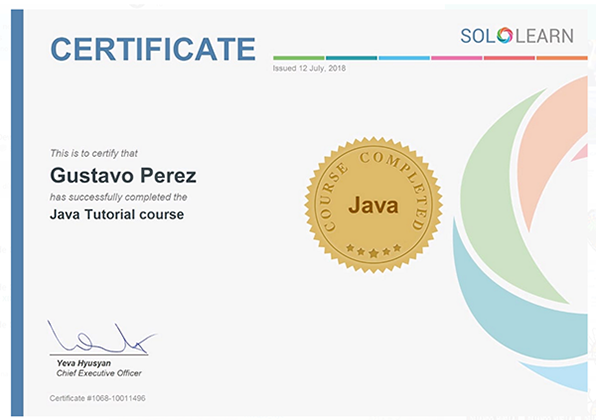 CERTIFICATE
SOLOLEARN
Issued 12 July, 2018
This is to certify that
Gustavo Perez
has successfully completed the
Java Tutorial course
COURSE COMPLETED
Java
Yeva Hyusyan
Chief Executive Officer
Certificate #1068-10011496